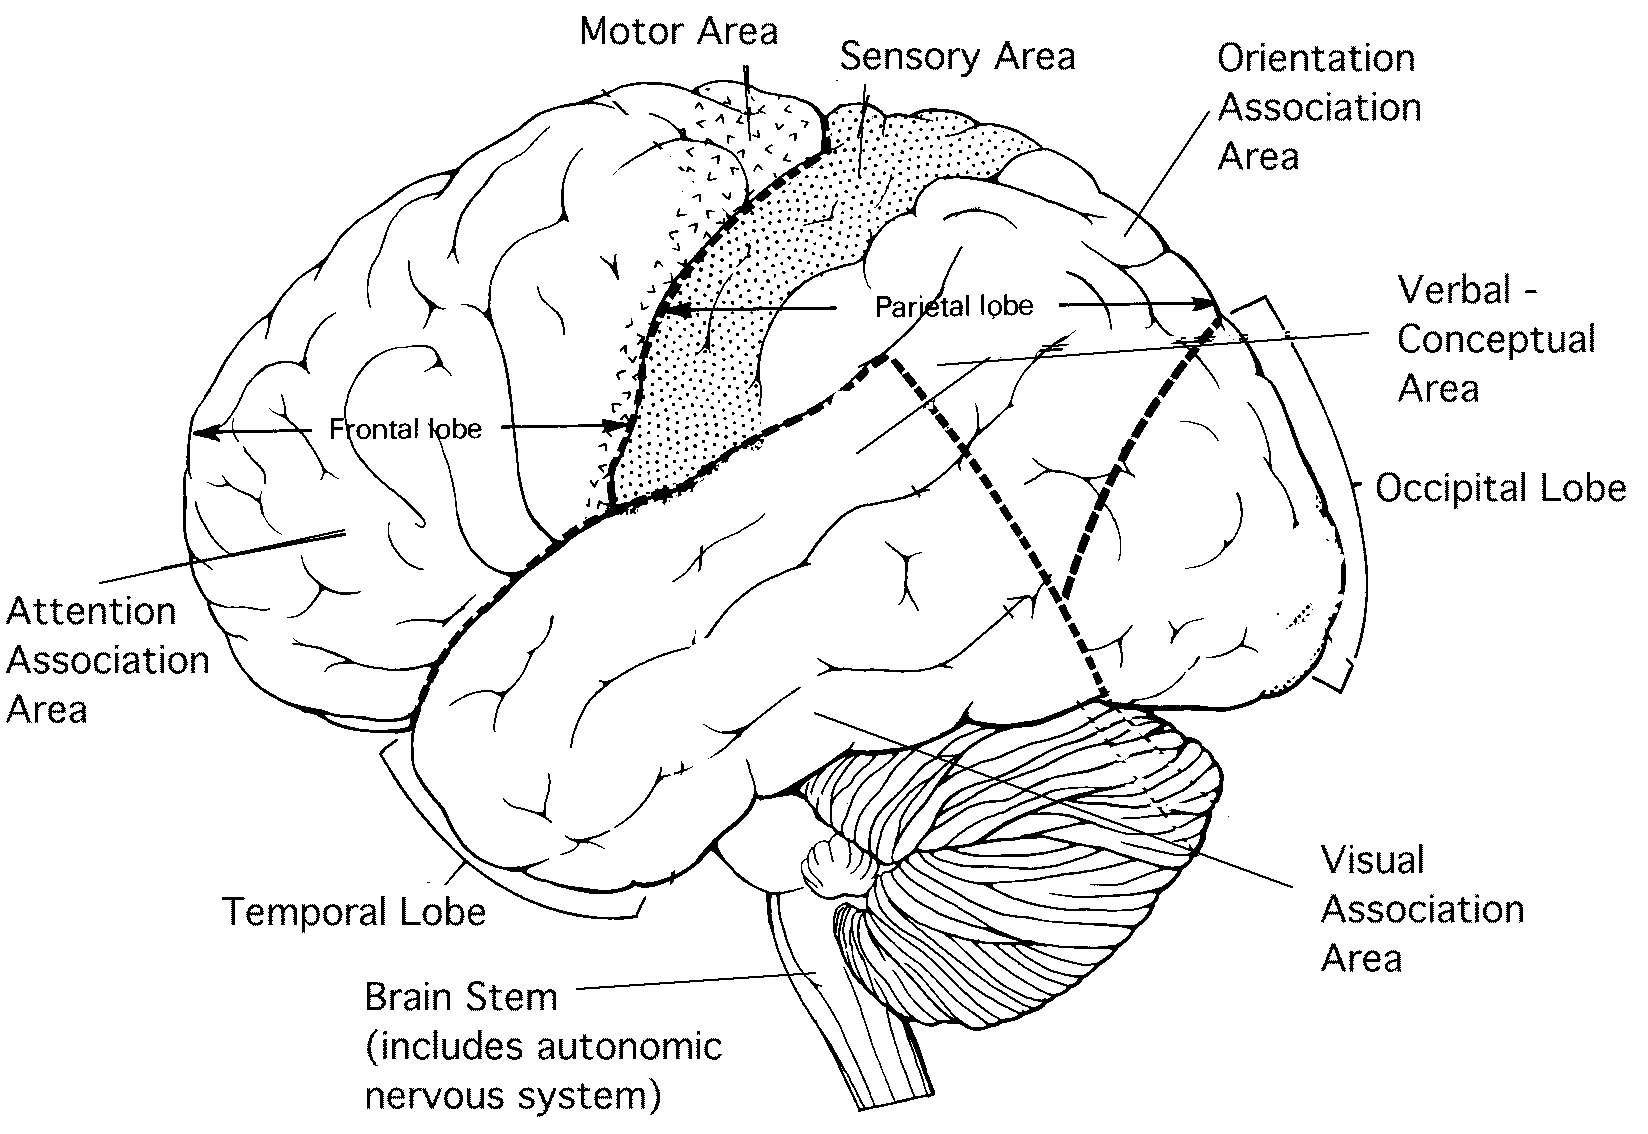 Motor Area
Sensory Area
Orientation
Association
Area
Verbal -
Conceptual
Area
Parietal lobe
Frontal lobe
Occipital Lobe
Attention
Association
Area
Temporal Lobe
Visual
Association
Area
Brain Stem
(includes autonomic
nervous system)